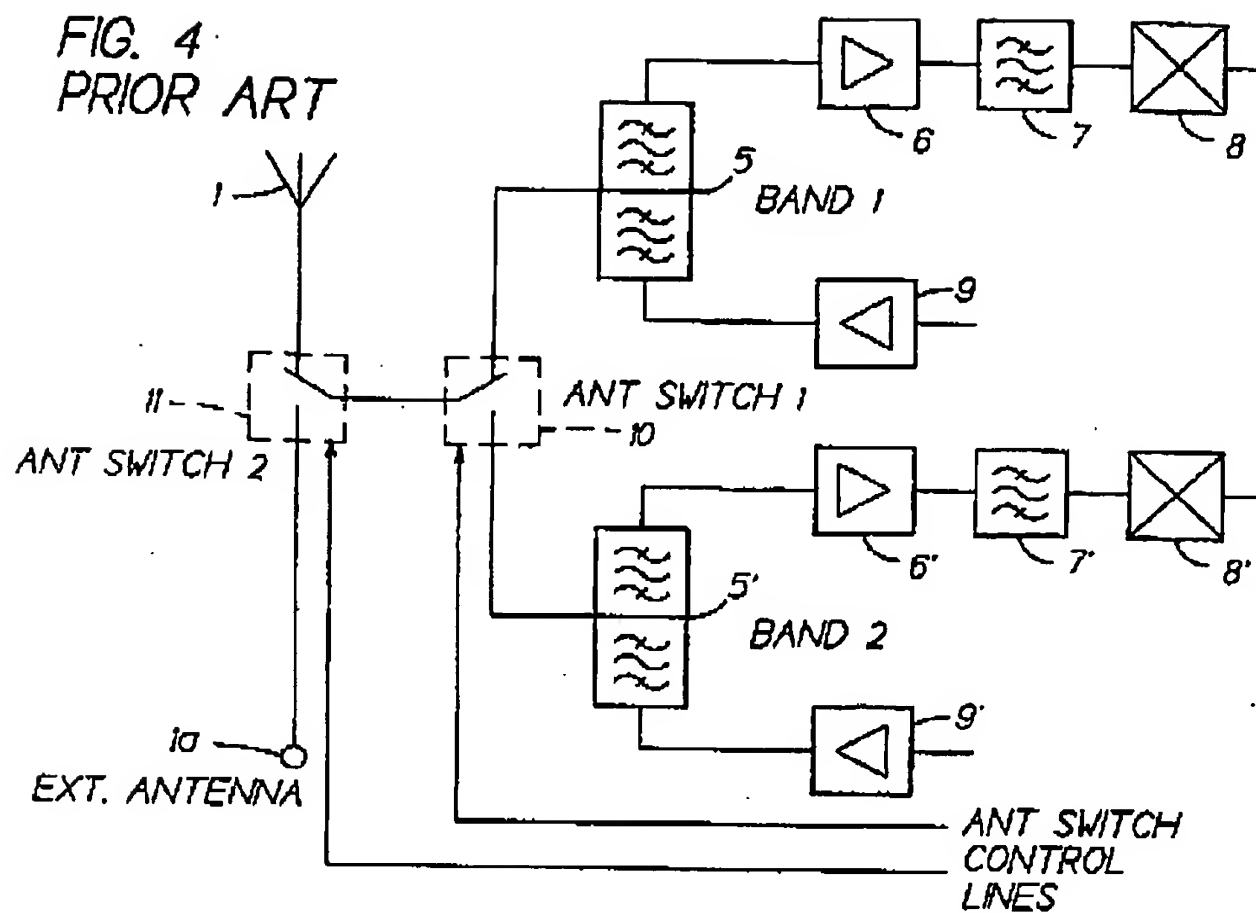 FIG. 4
PRIOR ART
1
6
7
8
5
BAND 1
9
11
ANT SWITCH 1
10
ANT SWITCH 2
6'
7'
8'
5'
BAND 2
9'
1a
EXT. ANTENNA
ANT SWITCH
CONTROL
LINES